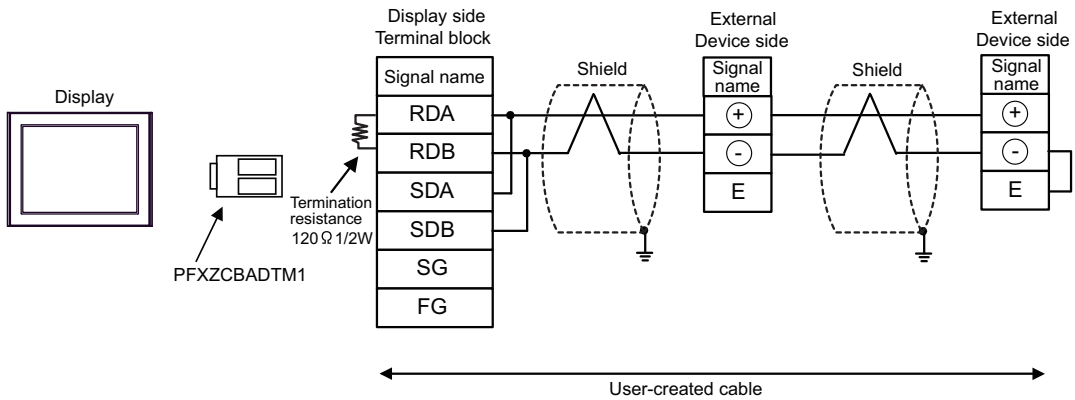 Display
PFXZCBADTM1
Termination
resistance
120Ω 1/2W
Display side
Terminal block
Signal name
RDA
RDB
SDA
SDB
SG
FG
Shield
External
Device side
Signal
name
+
-
E
Shield
External
Device side
Signal
name
+
-
E
User-created cable